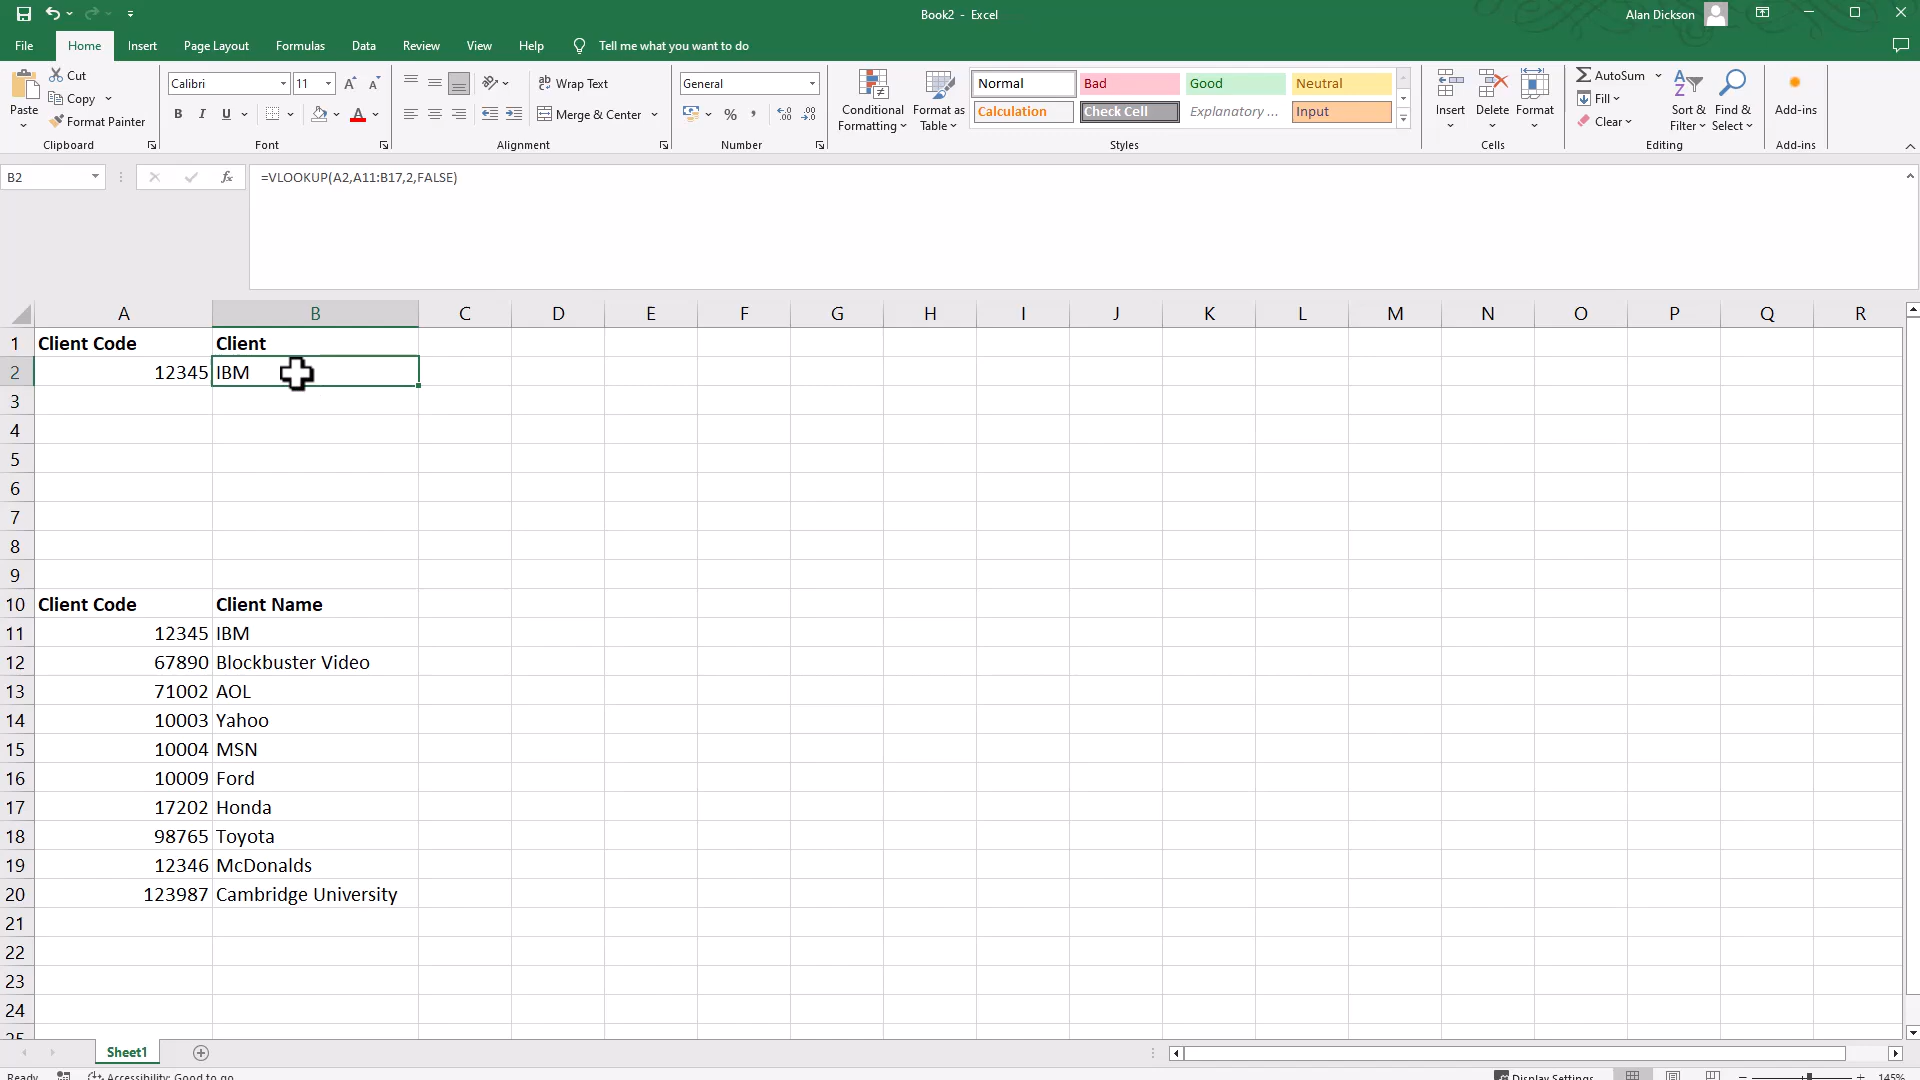 Book2 - Excel
Alan Dickson
File Home Insert Page Layout Formulas Data Review View Help Tell me what you want to do
Paste
Cut
Copy
Format Painter
Clipboard
Calibri 11
B I U A
Font
Wrap Text
Merge & Center
Alignment
General
%
Number
Conditional Formatting
Format as Table
Normal Bad Good Neutral
Calculation Check Cell Explanatory ... Input
Styles
Insert Delete Format
Cells
AutoSum
Fill
Clear
Sort & Filter
Find & Select
Editing
Add-ins
Add-ins
B2 fx =VLOOKUP(A2,A11:B17,2,FALSE)
A B C D E F G H I J K L M N O P Q R
1 Client Code Client
2 12345 IBM
3
4
5
6
7
8
9
10 Client Code Client Name
11 12345 IBM
12 67890 Blockbuster Video
13 71002 AOL
14 10003 Yahoo
15 10004 MSN
16 10009 Ford
17 17202 Honda
18 98765 Toyota
19 12346 McDonalds
20 123987 Cambridge University
21
22
23
24
25
Sheet1
Ready Accessibility: Good to go Display Settings 145%